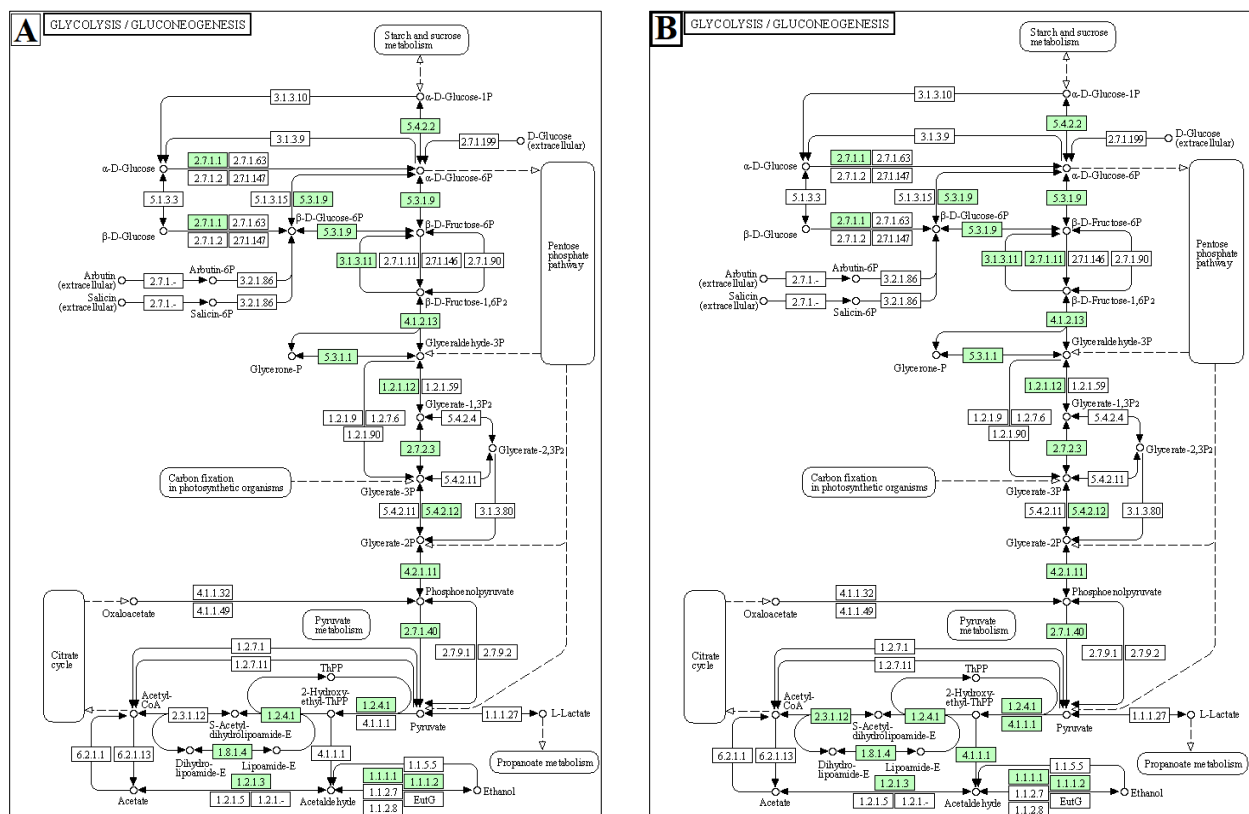 A
GLYCOLYSIS / GLUCONEOGENESIS
Starch and sucrose
metabolism
3.1.3.10
α-D-Glucose-1P
5.4.2.2
3.1.3.9
2.7.1.199
D-Glucose
(extracellular)
α-D-Glucose
2.7.1.1
2.7.1.63
2.7.1.2
2.7.1.147
α-D-Glucose-6P
5.1.3.3
5.1.3.15
5.3.1.9
5.3.1.9
β-D-Glucose
2.7.1.1
2.7.1.63
2.7.1.2
2.7.1.147
β-D-Glucose-6P
5.3.1.9
β-D-Fructose-6P
Pentose
phosphate
pathway
3.1.3.11
2.7.1.11
2.7.1.146
2.7.1.90
Arbutin
(extracellular)
2.7.1.-
Arbutin-6P
3.2.1.86
Salicin
(extracellular)
2.7.1.-
Salicin-6P
3.2.1.86
β-D-Fructose-1,6P2
4.1.2.13
Glyceraldehyde-3P
Glycerone-P
5.3.1.1
1.2.1.12
1.2.1.59
Glycerate-1,3P2
1.2.1.9
1.2.7.6
1.2.1.90
5.4.2.4
2.7.2.3
Glycerate-2,3P2
Carbon fixation
in photosynthetic organisms
Glycerate-3P
5.4.2.11
5.4.2.11
5.4.2.12
3.1.3.80
Glycerate-2P
4.2.1.11
4.1.1.32
4.1.1.49
Oxaloacetate
Phosphoenolpyruvate
Citrate
cycle
Pyruvate
metabolism
2.7.1.40
2.7.9.1
2.7.9.2
1.2.7.1
1.2.7.11
ThPP
Acetyl-
CoA
2.3.1.12
S-Acetyl-
dihydrolipoamide-E
1.2.4.1
2-Hydroxy-
ethyl-ThPP
1.2.4.1
4.1.1.1
Pyruvate
1.1.1.27
L-Lactate
6.2.1.1
6.2.1.13
Dihydro-
lipoamide-E
1.8.1.4
Lipoamide-E
4.1.1.1
Propanoate metabolism
Acetate
1.2.1.3
1.2.1.5
1.2.1.-
Acetaldehyde
1.1.1.1
1.1.5.5
1.1.1.2
1.1.2.7
EutG
1.1.2.8
Ethanol
B
GLYCOLYSIS / GLUCONEOGENESIS
Starch and sucrose
metabolism
3.1.3.10
α-D-Glucose-1P
5.4.2.2
3.1.3.9
2.7.1.199
D-Glucose
(extracellular)
α-D-Glucose
2.7.1.1
2.7.1.63
2.7.1.2
2.7.1.147
α-D-Glucose-6P
5.1.3.3
5.1.3.15
5.3.1.9
5.3.1.9
β-D-Glucose
2.7.1.1
2.7.1.63
2.7.1.2
2.7.1.147
β-D-Glucose-6P
5.3.1.9
β-D-Fructose-6P
Pentose
phosphate
pathway
3.1.3.11
2.7.1.11
2.7.1.146
2.7.1.90
Arbutin
(extracellular)
2.7.1.-
Arbutin-6P
3.2.1.86
Salicin
(extracellular)
2.7.1.-
Salicin-6P
3.2.1.86
β-D-Fructose-1,6P2
4.1.2.13
Glyceraldehyde-3P
Glycerone-P
5.3.1.1
1.2.1.12
1.2.1.59
Glycerate-1,3P2
1.2.1.9
1.2.7.6
1.2.1.90
5.4.2.4
2.7.2.3
Glycerate-2,3P2
Carbon fixation
in photosynthetic organisms
Glycerate-3P
5.4.2.11
5.4.2.11
5.4.2.12
3.1.3.80
Glycerate-2P
4.2.1.11
4.1.1.32
4.1.1.49
Oxaloacetate
Phosphoenolpyruvate
Citrate
cycle
Pyruvate
metabolism
2.7.1.40
2.7.9.1
2.7.9.2
1.2.7.1
1.2.7.11
ThPP
Acetyl-
CoA
2.3.1.12
S-Acetyl-
dihydrolipoamide-E
1.2.4.1
2-Hydroxy-
ethyl-ThPP
1.2.4.1
4.1.1.1
Pyruvate
1.1.1.27
L-Lactate
6.2.1.1
6.2.1.13
Dihydro-
lipoamide-E
1.8.1.4
Lipoamide-E
4.1.1.1
Propanoate metabolism
Acetate
1.2.1.3
1.2.1.5
1.2.1.-
Acetaldehyde
1.1.1.1
1.1.5.5
1.1.1.2
1.1.2.7
EutG
1.1.2.8
Ethanol